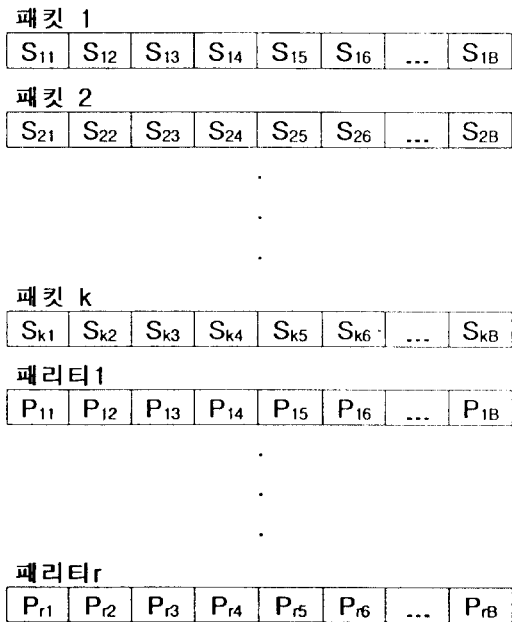 패킷 1
S11 S12 S13 S14 S15 S16 ... S1B
패킷 2
S21 S22 S23 S24 S25 S26 ... S2B
.
.
.
패킷 k
Sk1 Sk2 Sk3 Sk4 Sk5 Sk6 ... SkB
패리티1
P11 P12 P13 P14 P15 P16 ... P1B
.
.
.
패리티r
Pr1 Pr2 Pr3 Pr4 Pr5 Pr6 ... PrB